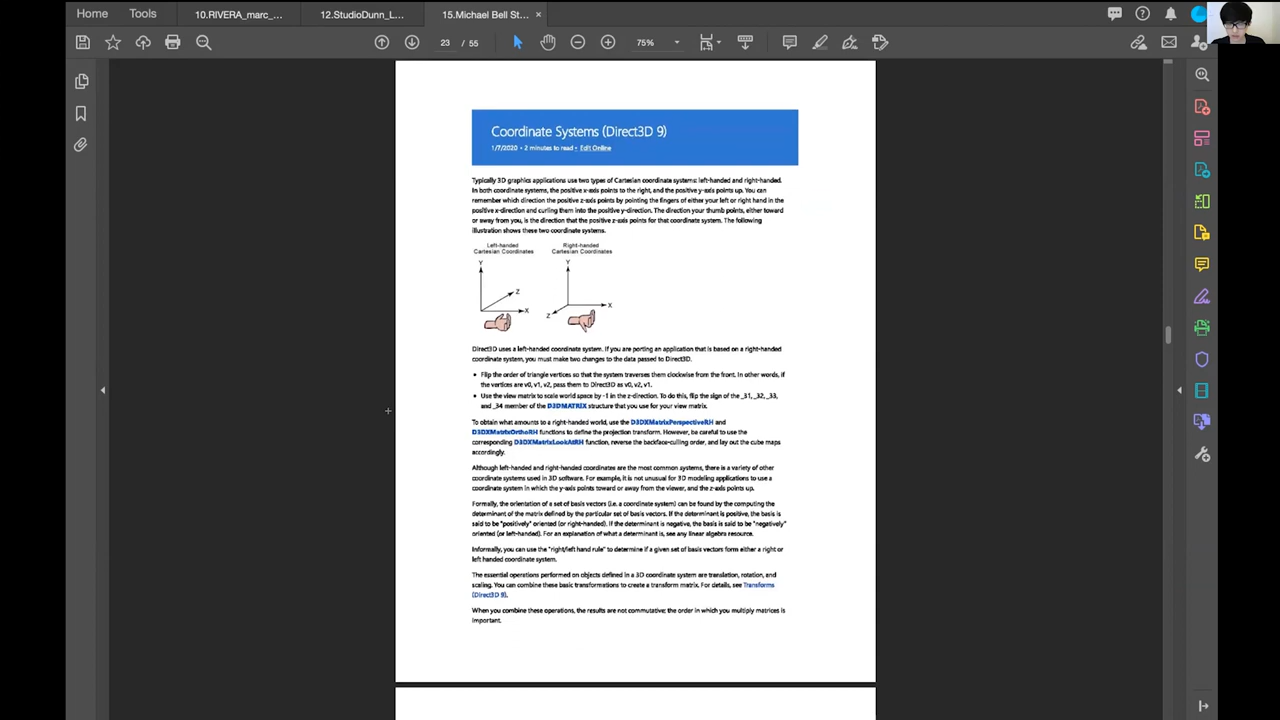 Home Tools 10.RIVERA_marc_... 12.StudioDunn_L... 15.Michael Bell St... ×
23 / 55 75%
Coordinate Systems (Direct3D 9)
1/7/2020 • 2 minutes to read • Edit Online
Typically 3D graphics applications use two types of Cartesian coordinate systems: left-handed and right-handed.
In both coordinate systems, the positive x-axis points to the right, and the positive y-axis points up. You can
remember which direction the positive z-axis points by pointing the fingers of either your left or right hand in the
positive x-direction and curling them into the positive y-direction. The direction your thumb points, either toward
or away from you, is the direction that the positive z-axis points for that coordinate system. The following
illustration shows these two coordinate systems.
Left-handed
Cartesian Coordinates
Y
Z
X
Right-handed
Cartesian Coordinates
Y
X
Z
Direct3D uses a left-handed coordinate system. If you are porting an application that is based on a right-handed
coordinate system, you must make two changes to the data passed to Direct3D.
• Flip the order of triangle vertices so that the system traverses them clockwise from the front. In other words, if
the vertices are v0, v1, v2, pass them to Direct3D as v0, v2, v1.
• Use the view matrix to scale world space by -1 in the z-direction. To do this, flip the sign of the _31, _32, _33,
and _34 member of the D3DMATRIX structure that you use for your view matrix.
To obtain what amounts to a right-handed world, use the D3DXMatrixPerspectiveRH and
D3DXMatrixOrthoRH functions to define the projection transform. However, be careful to use the
corresponding D3DXMatrixLookAtRH function, reverse the backface-culling order, and lay out the cube maps
accordingly.
Although left-handed and right-handed coordinates are the most common systems, there is a variety of other
coordinate systems used in 3D software. For example, it is not unusual for 3D modeling applications to use a
coordinate system in which the y-axis points toward or away from the viewer, and the z-axis points up.
Formally, the orientation of a set of basis vectors (i.e. a coordinate system) can be found by the computing the
determinant of the matrix defined by the particular set of basis vectors. If the determinant is positive, the basis is
said to be "positively" oriented (or right-handed). If the determinant is negative, the basis is said to be "negatively"
oriented (or left-handed). For an explanation of what a determinant is, see any linear algebra resource.
Informally, you can use the "right/left hand rule" to determine if a given set of basis vectors form either a right or
left handed coordinate system.
The essential operations performed on objects defined in a 3D coordinate system are translation, rotation, and
scaling. You can combine these basic transformations to create a transform matrix. For details, see Transforms
(Direct3D 9).
When you combine these operations, the results are not commutative; the order in which you multiply matrices is
important.